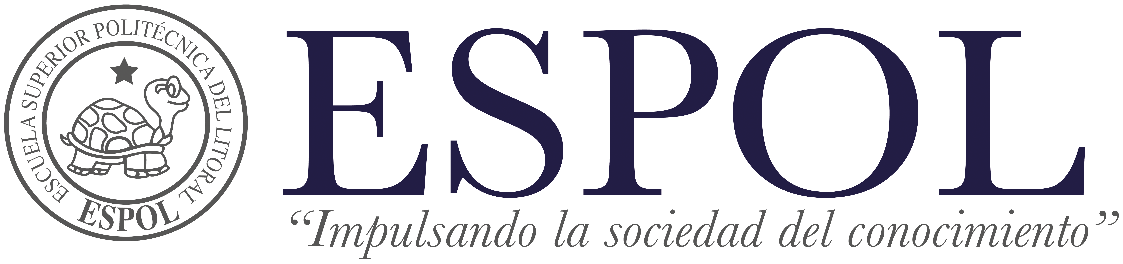 ESCUELA SUPERIOR POLITÉCNICA DEL LITORAL
ESPOL
ESPOL
“Impulsando la sociedad del conocimiento”